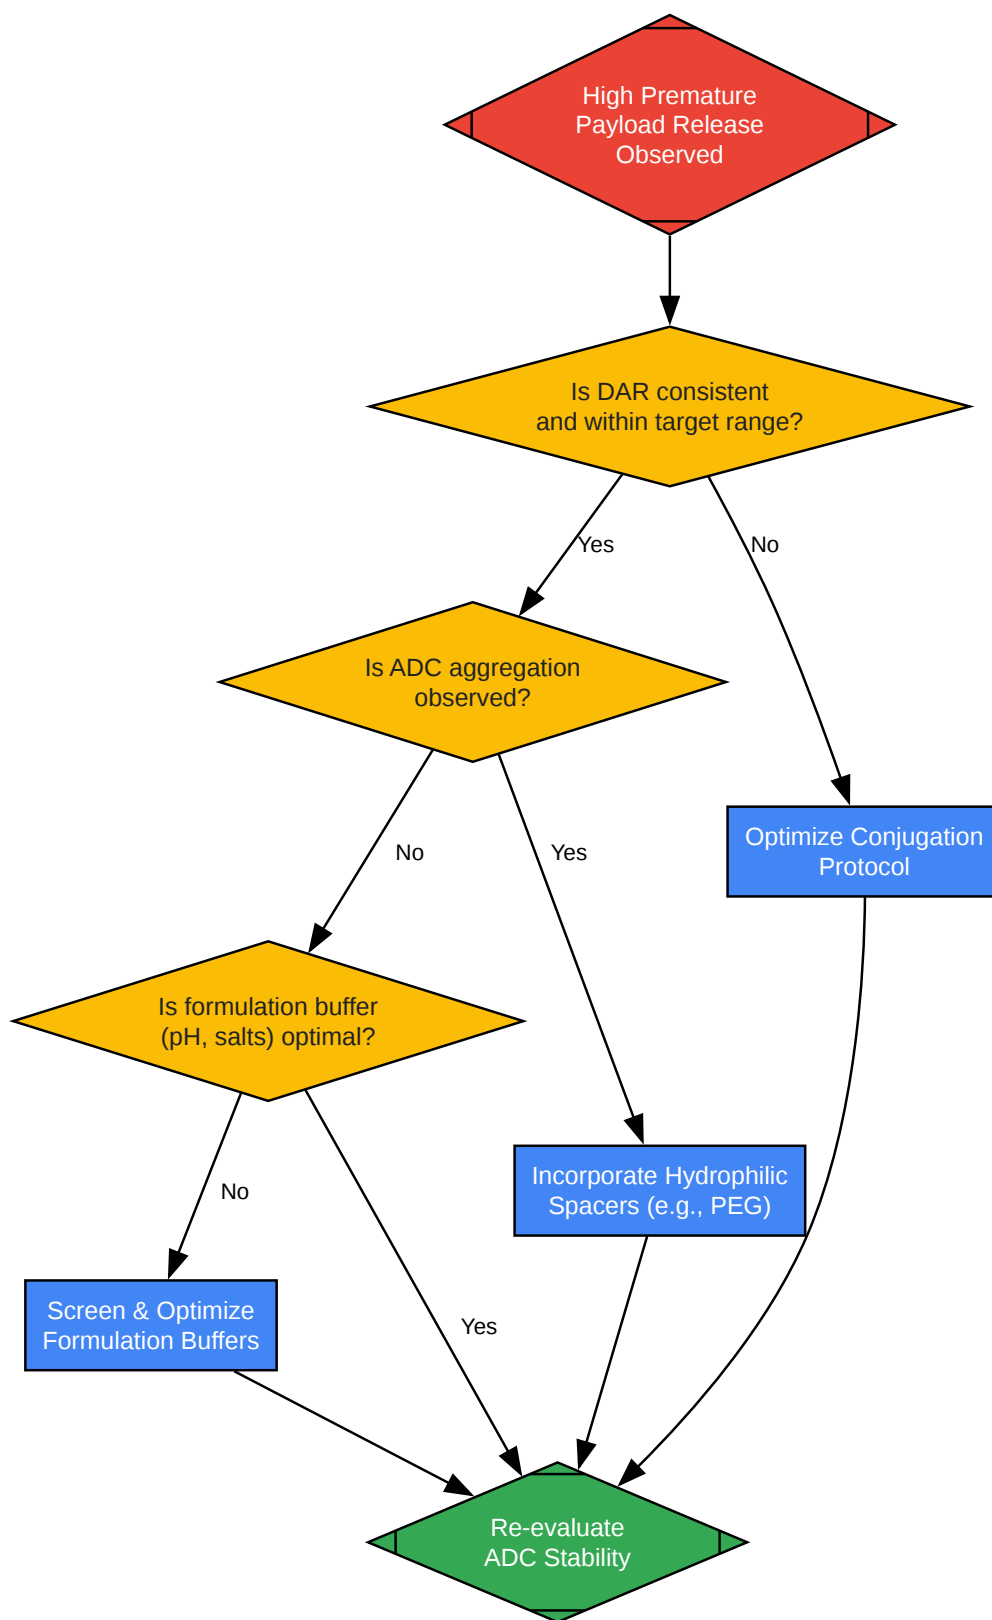 High Premature
Payload Release
Observed
Is DAR consistent
and within target range?
Yes
No
Is ADC aggregation
observed?
Optimize Conjugation
Protocol
No
Yes
Is formulation buffer
(pH, salts) optimal?
Incorporate Hydrophilic
Spacers (e.g., PEG)
No
Screen & Optimize
Formulation Buffers
Yes
Re-evaluate
ADC Stability